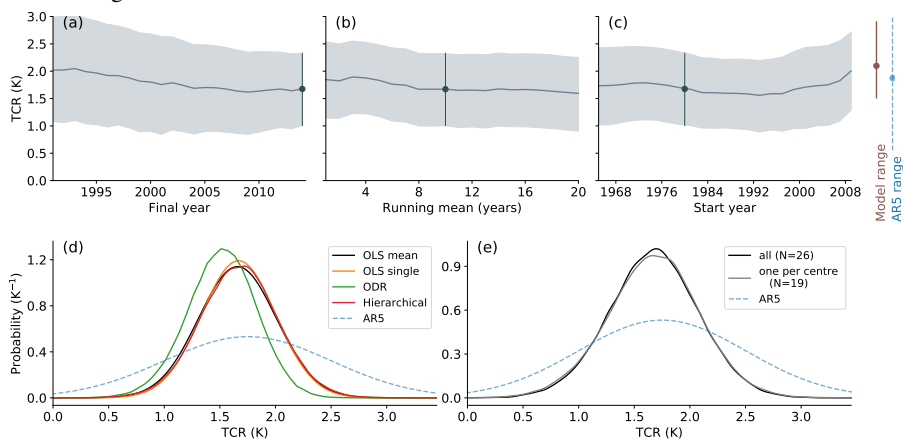 (a)
(b)
(c)
3.0
2.5
2.0
1.5
1.0
0.5
0.0
TCR (K)
1995 2000 2005 2010
Final year
4 8 12 16 20
Running mean (years)
1968 1976 1984 1992 2000 2008
Start year
Model range
AR5 range
(d)
OLS mean
OLS single
ODR
Hierarchical
AR5
1.2
0.8
0.4
0.0
Probability (K⁻¹)
0.0 0.5 1.0 1.5 2.0 2.5 3.0
TCR (K)
(e)
all (N=26)
one per centre
(N=19)
AR5
0.9
0.6
0.3
0.0
0.0 0.5 1.0 1.5 2.0 2.5 3.0
TCR (K)